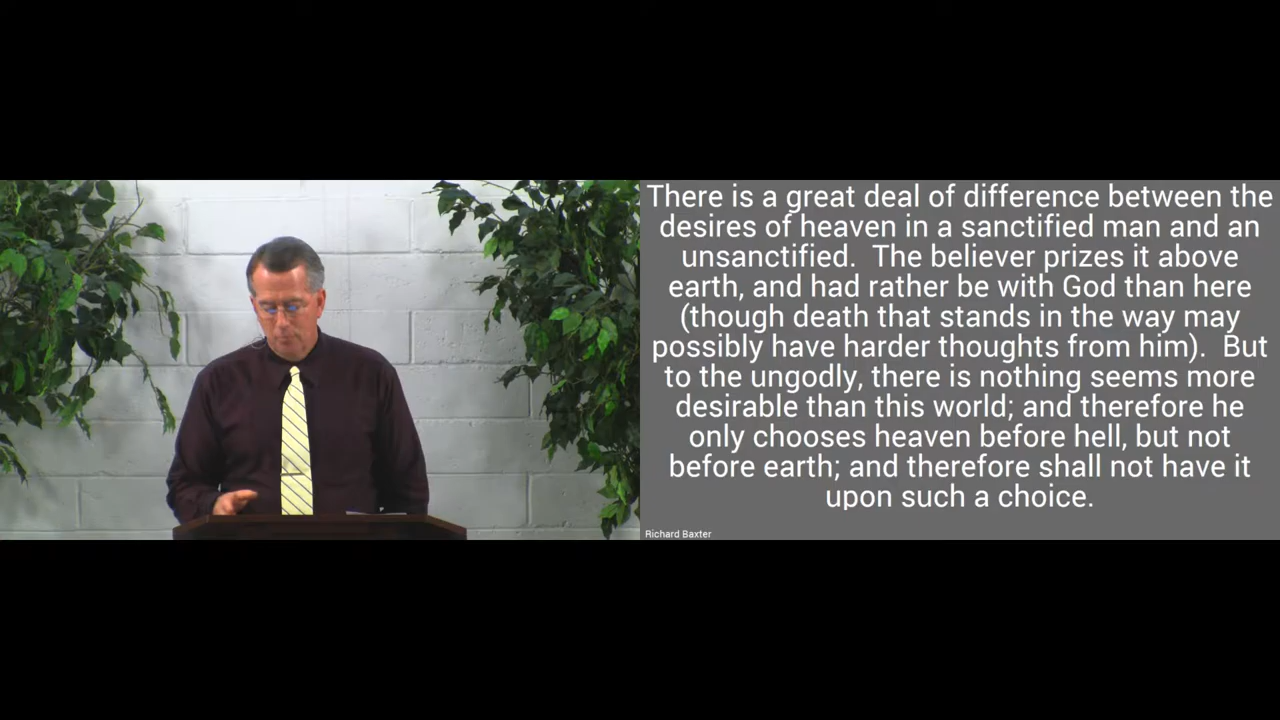 There is a great deal of difference between the
desires of heaven in a sanctified man and an
unsanctified.  The believer prizes it above
earth, and had rather be with God than here
(though death that stands in the way may
possibly have harder thoughts from him).  But
to the ungodly, there is nothing seems more
desirable than this world; and therefore he
only chooses heaven before hell, but not
before earth; and therefore shall not have it
upon such a choice.
Richard Baxter